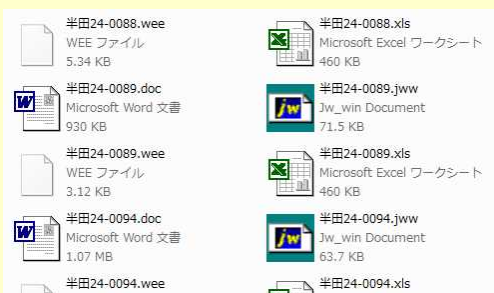 半田24-0088.wee
WEE ファイル
5.34 KB
半田24-0088.xls
Microsoft Excel ワークシート
460 KB
半田24-0089.doc
Microsoft Word 文書
930 KB
半田24-0089.jww
Jw_win Document
71.5 KB
半田24-0089.wee
WEE ファイル
3.12 KB
半田24-0089.xls
Microsoft Excel ワークシート
460 KB
半田24-0094.doc
Microsoft Word 文書
1.07 MB
半田24-0094.jww
Jw_win Document
63.7 KB
半田24-0094.wee
半田24-0094.xls